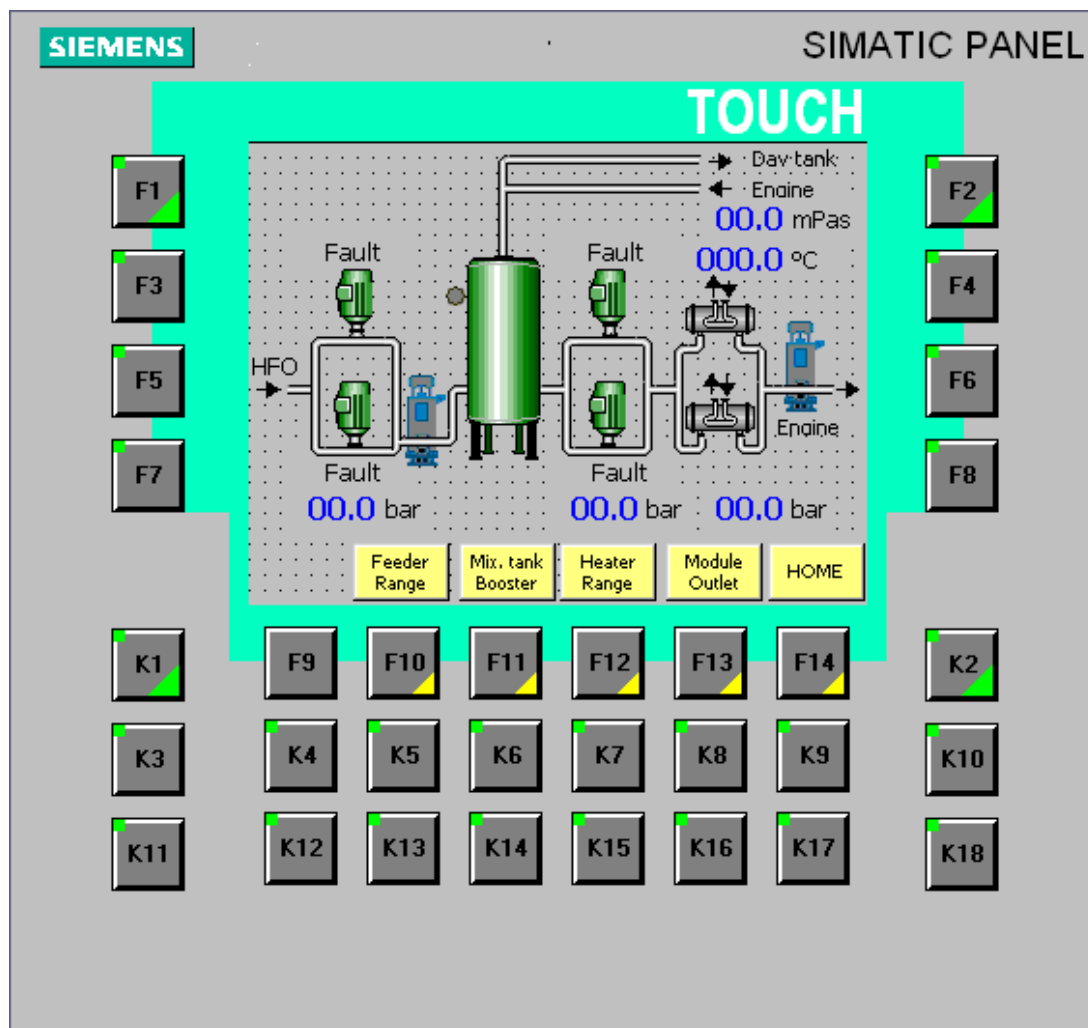 SIEMENS
SIMATIC PANEL
TOUCH
F1
F2
Day tank
Engine
00.0 mPas
Fault
Fault
000.0 °C
F3
F4
HFO
F5
F6
Engine
F7
F8
Fault
Fault
00.0 bar
00.0 bar
00.0 bar
Feeder
Range
Mix. tank
Booster
Heater
Range
Module
Outlet
HOME
K1
F9
F10
F11
F12
F13
F14
K2
K3
K4
K5
K6
K7
K8
K9
K10
K11
K12
K13
K14
K15
K16
K17
K18